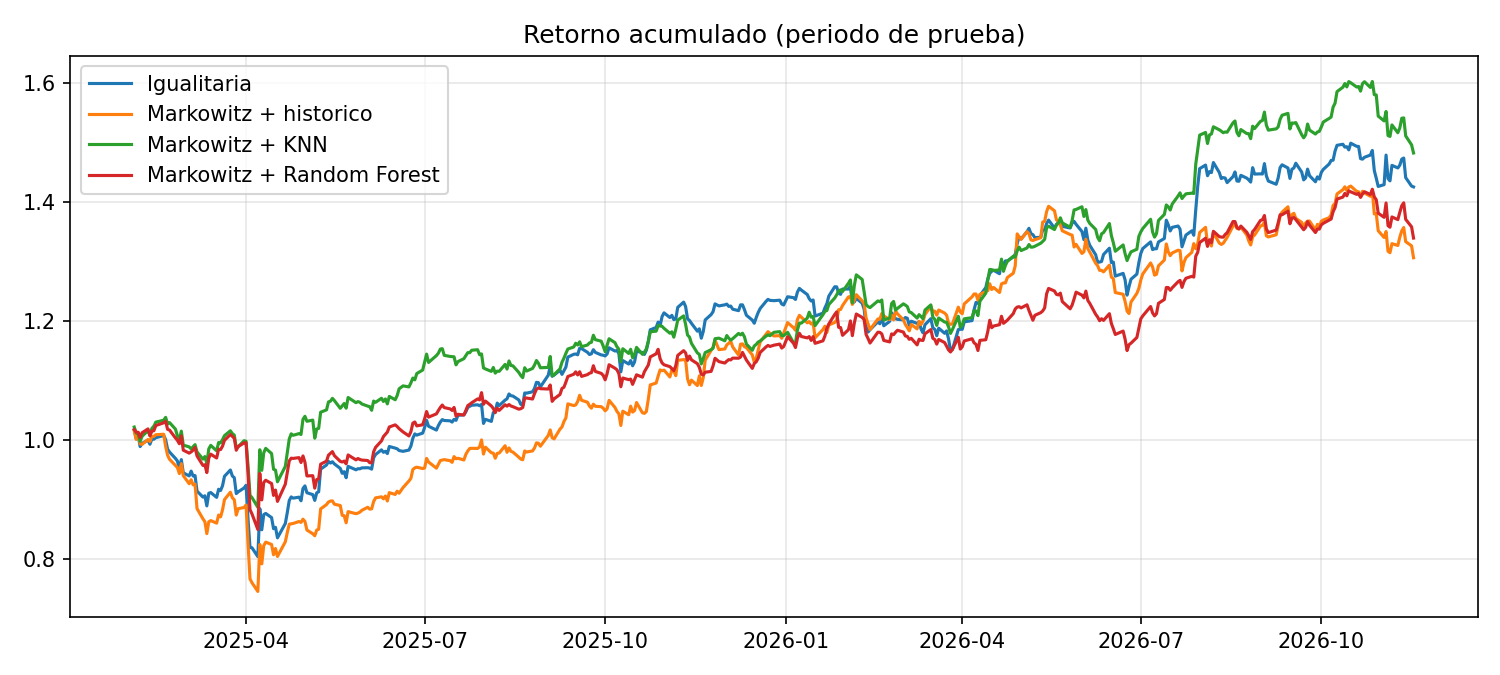 Retorno acumulado (periodo de prueba)
Igualitaria
Markowitz + historico
Markowitz + KNN
Markowitz + Random Forest
1.6
1.4
1.2
1.0
0.8
2025-04 2025-07 2025-10 2026-01 2026-04 2026-07 2026-10